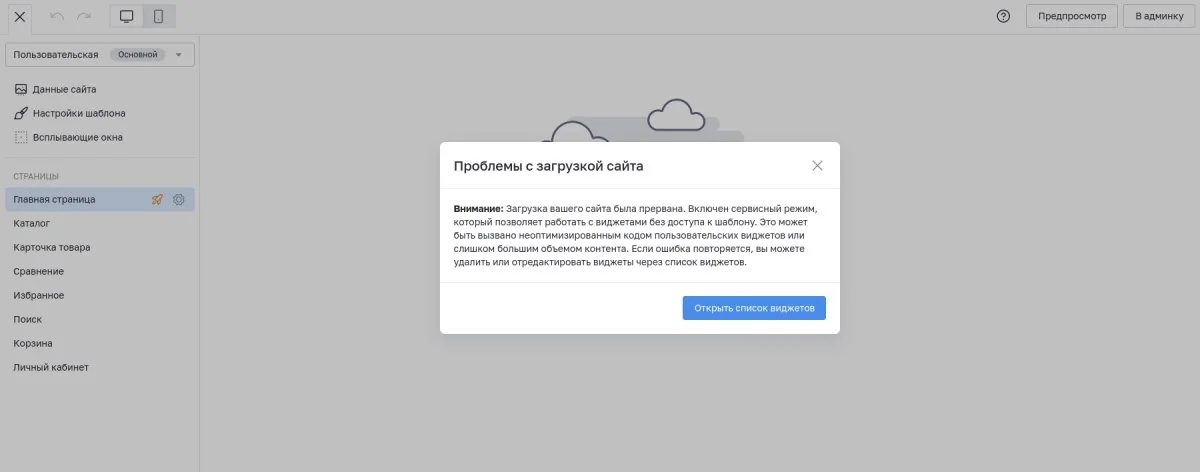 Предпросмотр
В админку
Пользовательская Основной
Данные сайта
Настройки шаблона
Всплывающие окна
СТРАНИЦЫ
Главная страница
Каталог
Карточка товара
Сравнение
Избранное
Поиск
Корзина
Личный кабинет
Проблемы с загрузкой сайта
Внимание: Загрузка вашего сайта была прервана. Включен сервисный режим,
который позволяет работать с виджетами без доступа к шаблону. Это может
быть вызвано неоптимизированным кодом пользовательских виджетов или
слишком большим объемом контента. Если ошибка повторяется, вы можете
удалить или отредактировать виджеты через список виджетов.
Открыть список виджетов